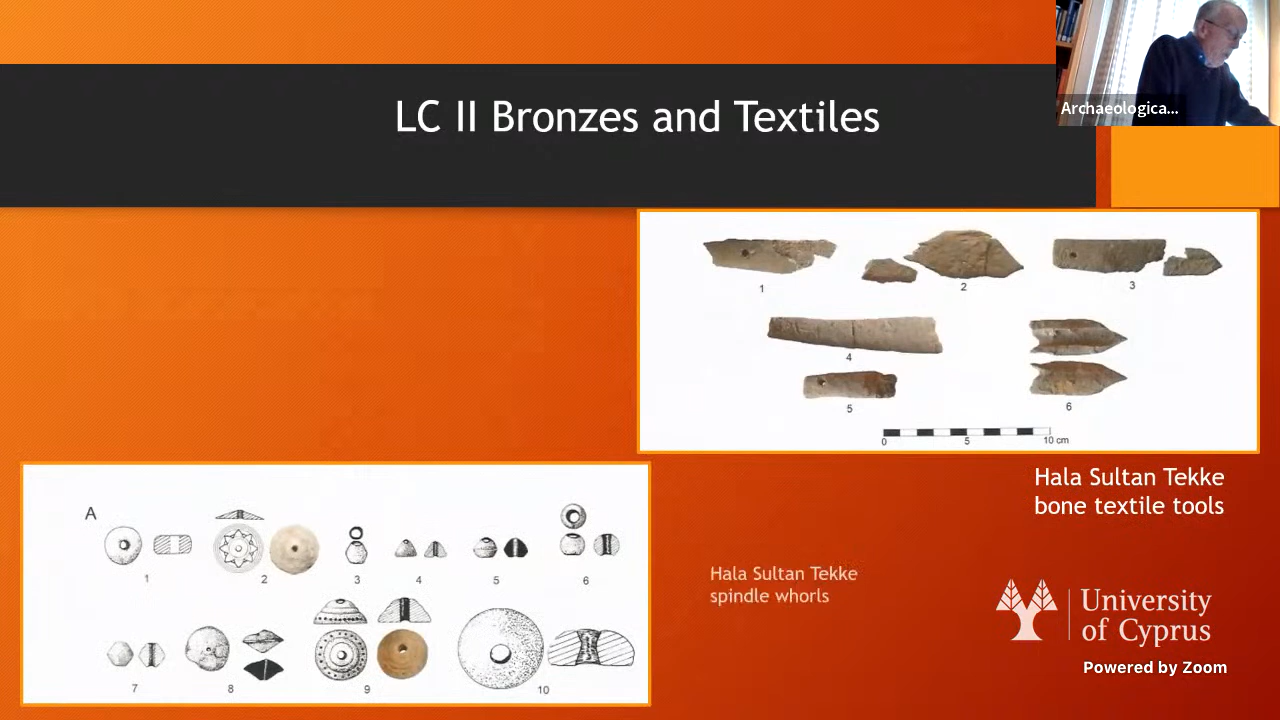 LC II Bronzes and Textiles
Archaeologica...
1
2
3
4
5
6
0
5
10 cm
Hala Sultan Tekke
bone textile tools
A
1
2
3
4
5
6
7
8
9
10
Hala Sultan Tekke
spindle whorls
University
of Cyprus
Powered by Zoom